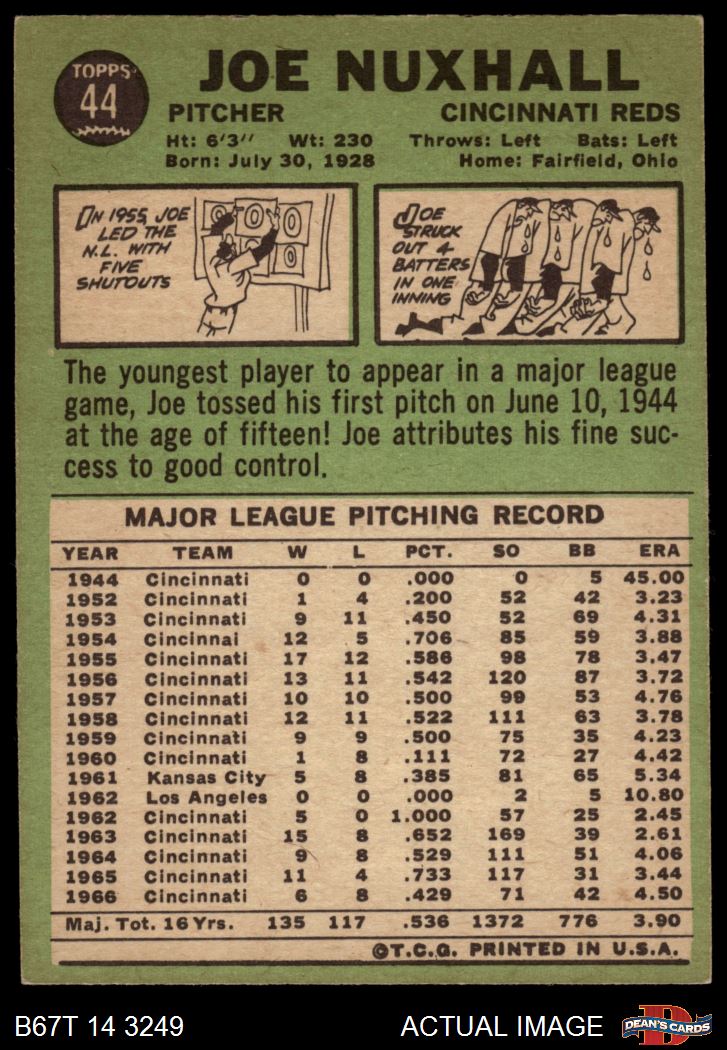 TOPPS
44
JOE NUXHALL
PITCHER CINCINNATI REDS
Ht: 6'3'' Wt: 230 Throws: Left Bats: Left
Born: July 30, 1928 Home: Fairfield, Ohio
IN 1955, JOE
LED THE
N.L. WITH
FIVE
SHUTOUTS
0 0 0
0 0
JOE
STRUCK
OUT 4
BATTERS
IN ONE
INNING
The youngest player to appear in a major league
game, Joe tossed his first pitch on June 10, 1944
at the age of fifteen! Joe attributes his fine suc-
cess to good control.
MAJOR LEAGUE PITCHING RECORD
YEAR TEAM W L PCT. SO BB ERA
1944 Cincinnati 0 0 .000 0 5 45.00
1952 Cincinnati 1 4 .200 52 42 3.23
1953 Cincinnati 9 11 .450 52 69 4.31
1954 Cincinnai 12 5 .706 85 59 3.88
1955 Cincinnati 17 12 .586 98 78 3.47
1956 Cincinnati 13 11 .542 120 87 3.72
1957 Cincinnati 10 10 .500 99 53 4.76
1958 Cincinnati 12 11 .522 111 63 3.78
1959 Cincinnati 9 9 .500 75 35 4.23
1960 Cincinnati 1 8 .111 72 27 4.42
1961 Kansas City 5 8 .385 81 65 5.34
1962 Los Angeles 0 0 .000 2 5 10.80
1962 Cincinnati 5 0 1.000 57 25 2.45
1963 Cincinnati 15 8 .652 169 39 2.61
1964 Cincinnati 9 8 .529 111 51 4.06
1965 Cincinnati 11 4 .733 117 31 3.44
1966 Cincinnati 6 8 .429 71 42 4.50
Maj. Tot. 16 Yrs. 135 117 .536 1372 776 3.90
©T.C.G. PRINTED IN U.S.A.
B67T 14 3249 ACTUAL IMAGE
D
DEAN'S CARDS